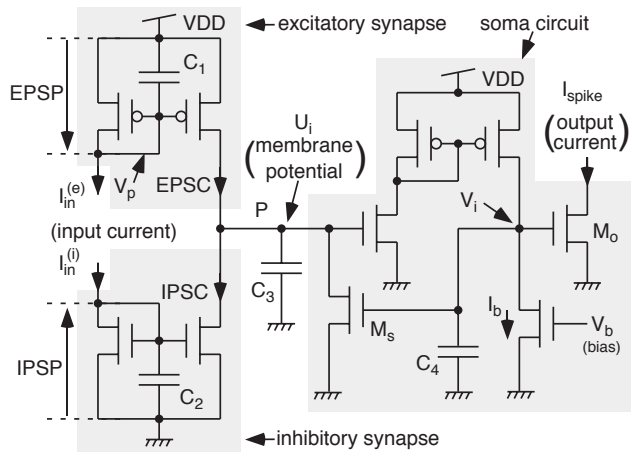 excitatory synapse
soma circuit
VDD
C1
EPSP
Vp
EPSC
Iin(e)
(input current)
Iin(i)
Ui
(membrane
potential)
P
C3
VDD
Ispike
(output
current)
Vi
Mo
Ms
C4
Ib
Vb
(bias)
IPSC
IPSP
C2
inhibitory synapse